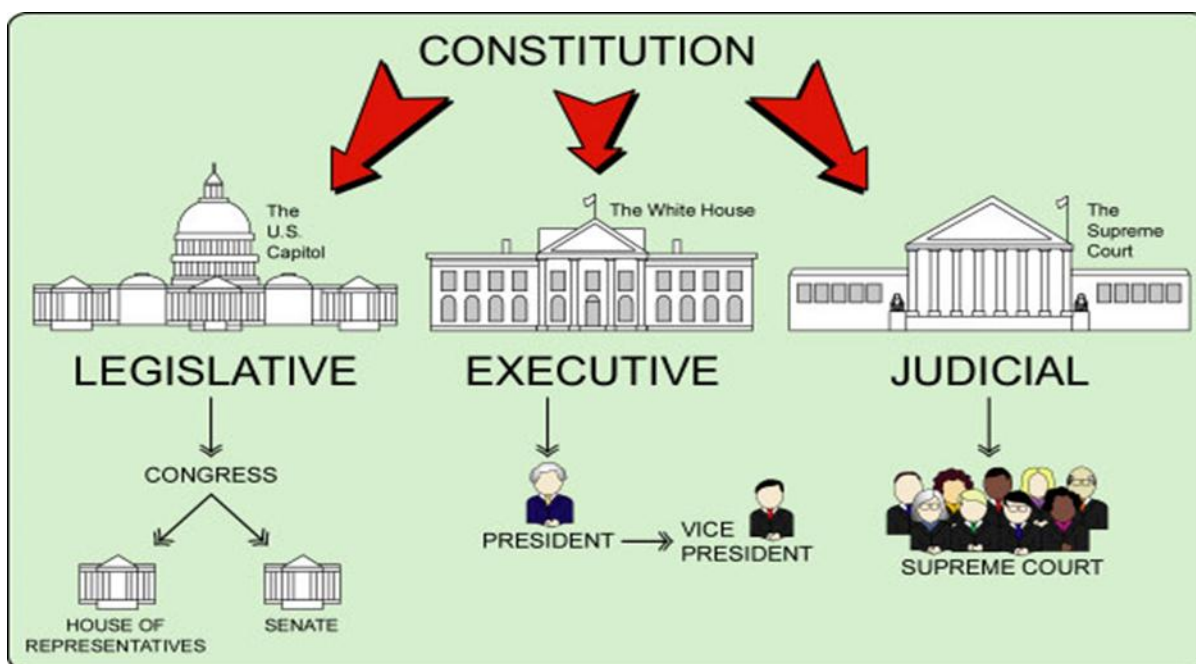 CONSTITUTION
The
U.S.
Capitol
The White House
The
Supreme
Court
LEGISLATIVE
EXECUTIVE
JUDICIAL
CONGRESS
PRESIDENT
VICE
PRESIDENT
SUPREME COURT
HOUSE OF
REPRESENTATIVES
SENATE